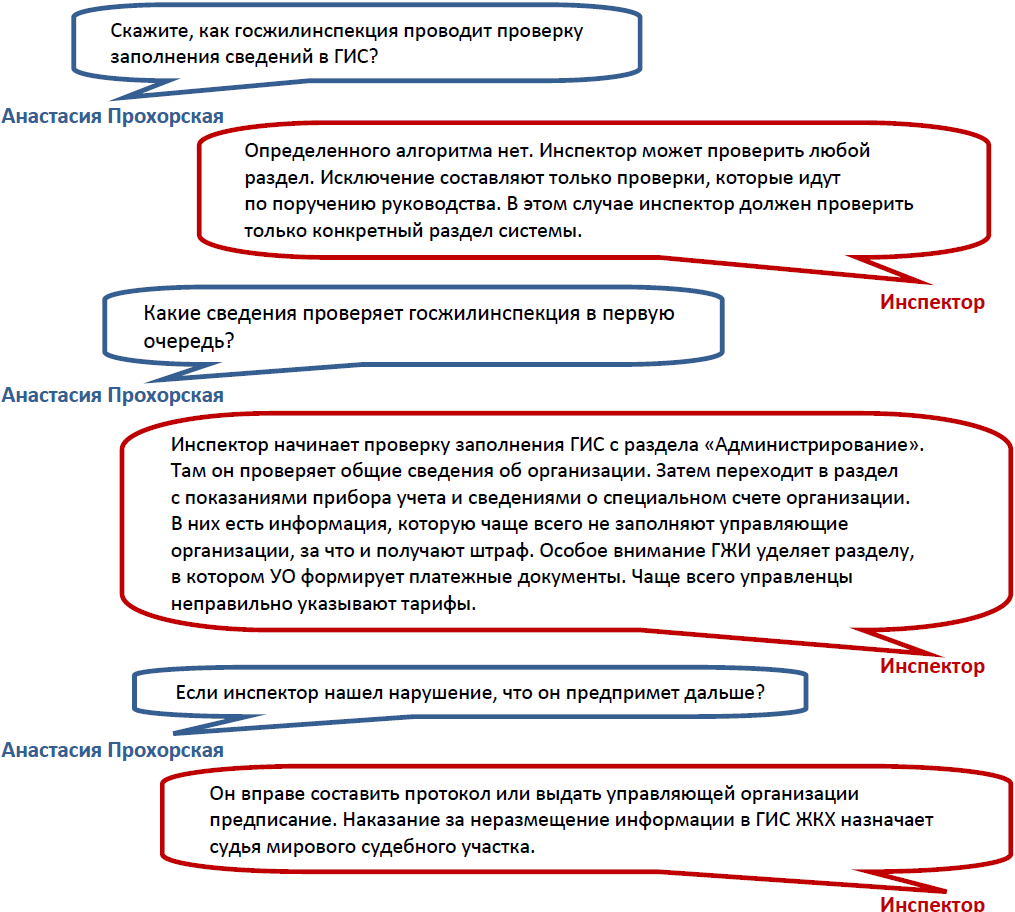 Скажите, как госжилинспекция проводит проверку
заполнения сведений в ГИС?
Анастасия Прохорская
Определенного алгоритма нет. Инспектор может проверить любой
раздел. Исключение составляют только проверки, которые идут
по поручению руководства. В этом случае инспектор должен проверить
только конкретный раздел системы.
Инспектор
Какие сведения проверяет госжилинспекция в первую
очередь?
Анастасия Прохорская
Инспектор начинает проверку заполнения ГИС с раздела «Администрирование».
Там он проверяет общие сведения об организации. Затем переходит в раздел
с показаниями прибора учета и сведениями о специальном счете организации.
В них есть информация, которую чаще всего не заполняют управляющие
организации, за что и получают штраф. Особое внимание ГЖИ уделяет разделу,
в котором УО формирует платежные документы. Чаще всего управленцы
неправильно указывают тарифы.
Инспектор
Если инспектор нашел нарушение, что он предпримет дальше?
Анастасия Прохорская
Он вправе составить протокол или выдать управляющей организации
предписание. Наказание за неразмещение информации в ГИС ЖКХ назначает
судья мирового судебного участка.
Инспектор